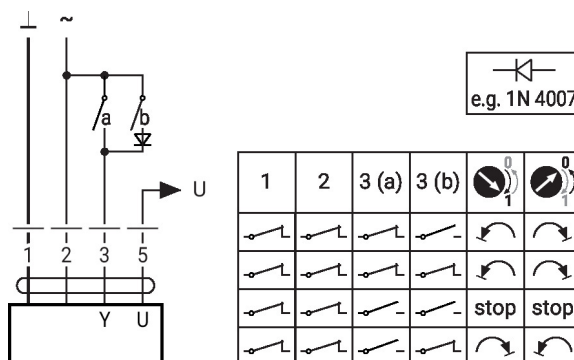 ⊥ ~
a b
e.g. 1N 4007
U
1 2 3 5
Y U
1 2 3 (a) 3 (b) 0 1 0 1
stop stop